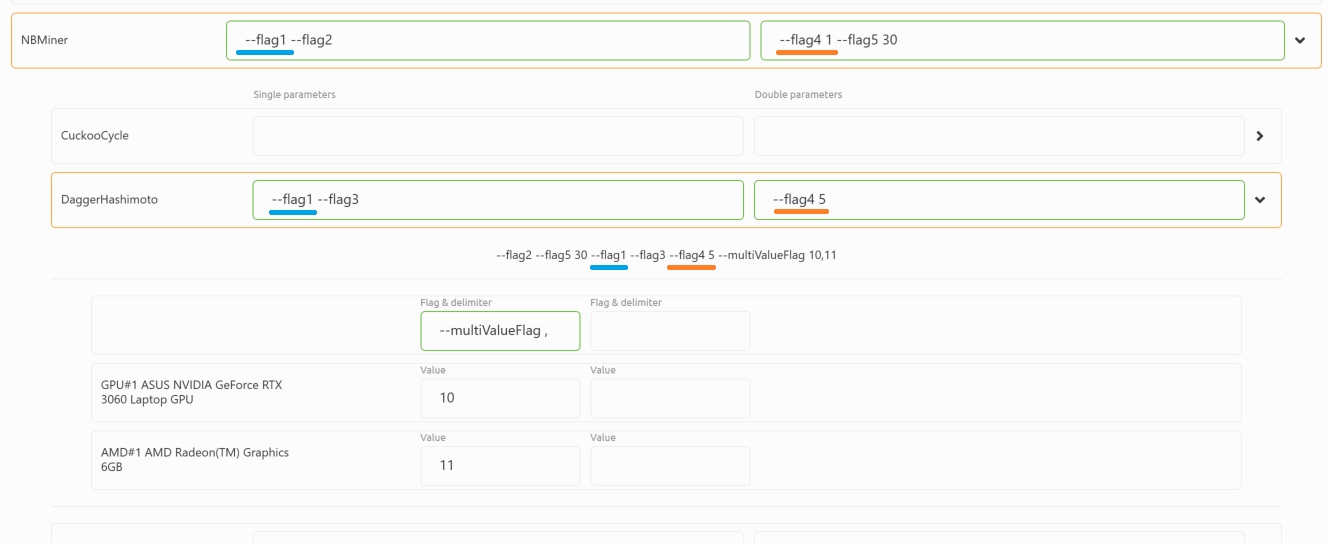 NBMiner --flag1 --flag2 --flag4 1 --flag5 30
Single parameters Double parameters
CuckooCycle
DaggerHashimoto --flag1 --flag3 --flag4 5
--flag2 --flag5 30 --flag1 --flag3 --flag4 5 --multiValueFlag 10,11
Flag & delimiter Flag & delimiter
--multiValueFlag ,
Value Value
GPU#1 ASUS NVIDIA GeForce RTX
3060 Laptop GPU
10
Value Value
AMD#1 AMD Radeon(TM) Graphics
6GB
11